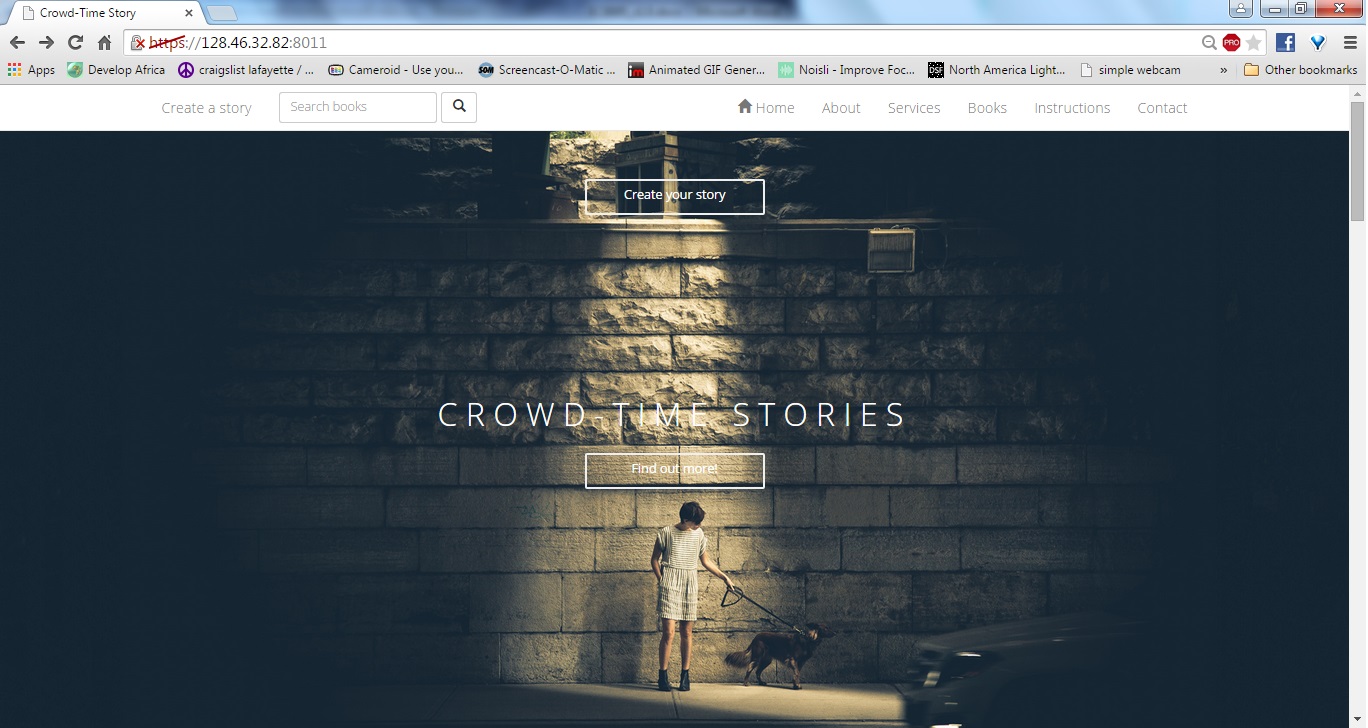 Crowd-Time Story
https://128.46.32.82:8011
PRO
Apps Develop Africa craigslist lafayette / ... Cameroid - Use you... Screencast-O-Matic ... Animated GIF Gener... Noisli - Improve Foc... North America Light... simple webcam » Other bookmarks
Create a story Search books Home About Services Books Instructions Contact
Create your story
CROWD-TIME STORIES
Find out more!